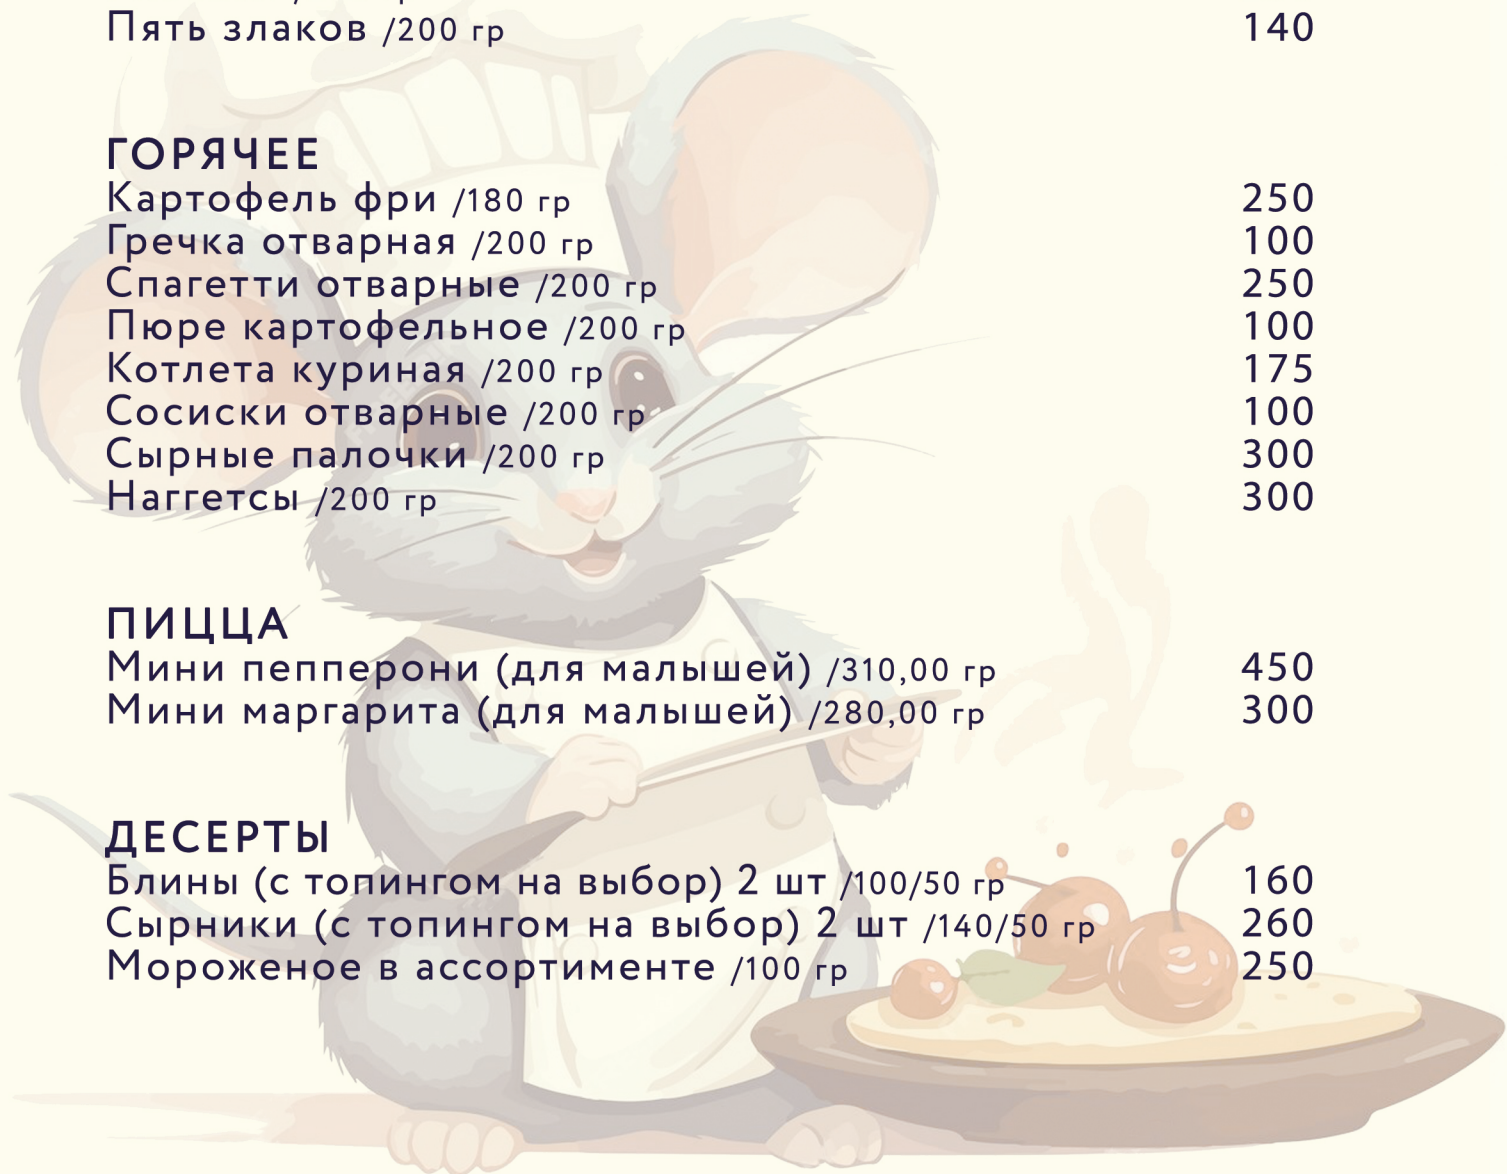 Пять злаков /200 гр 140
ГОРЯЧЕЕ
Картофель фри /180 гр 250
Гречка отварная /200 гр 100
Спагетти отварные /200 гр 250
Пюре картофельное /200 гр 100
Котлета куриная /200 гр 175
Сосиски отварные /200 гр 100
Сырные палочки /200 гр 300
Наггетсы /200 гр 300
ПИЦЦА
Мини пепперони (для малышей) /310,00 гр 450
Мини маргарита (для малышей) /280,00 гр 300
ДЕСЕРТЫ
Блины (с топингом на выбор) 2 шт /100/50 гр 160
Сырники (с топингом на выбор) 2 шт /140/50 гр 260
Мороженое в ассортименте /100 гр 250